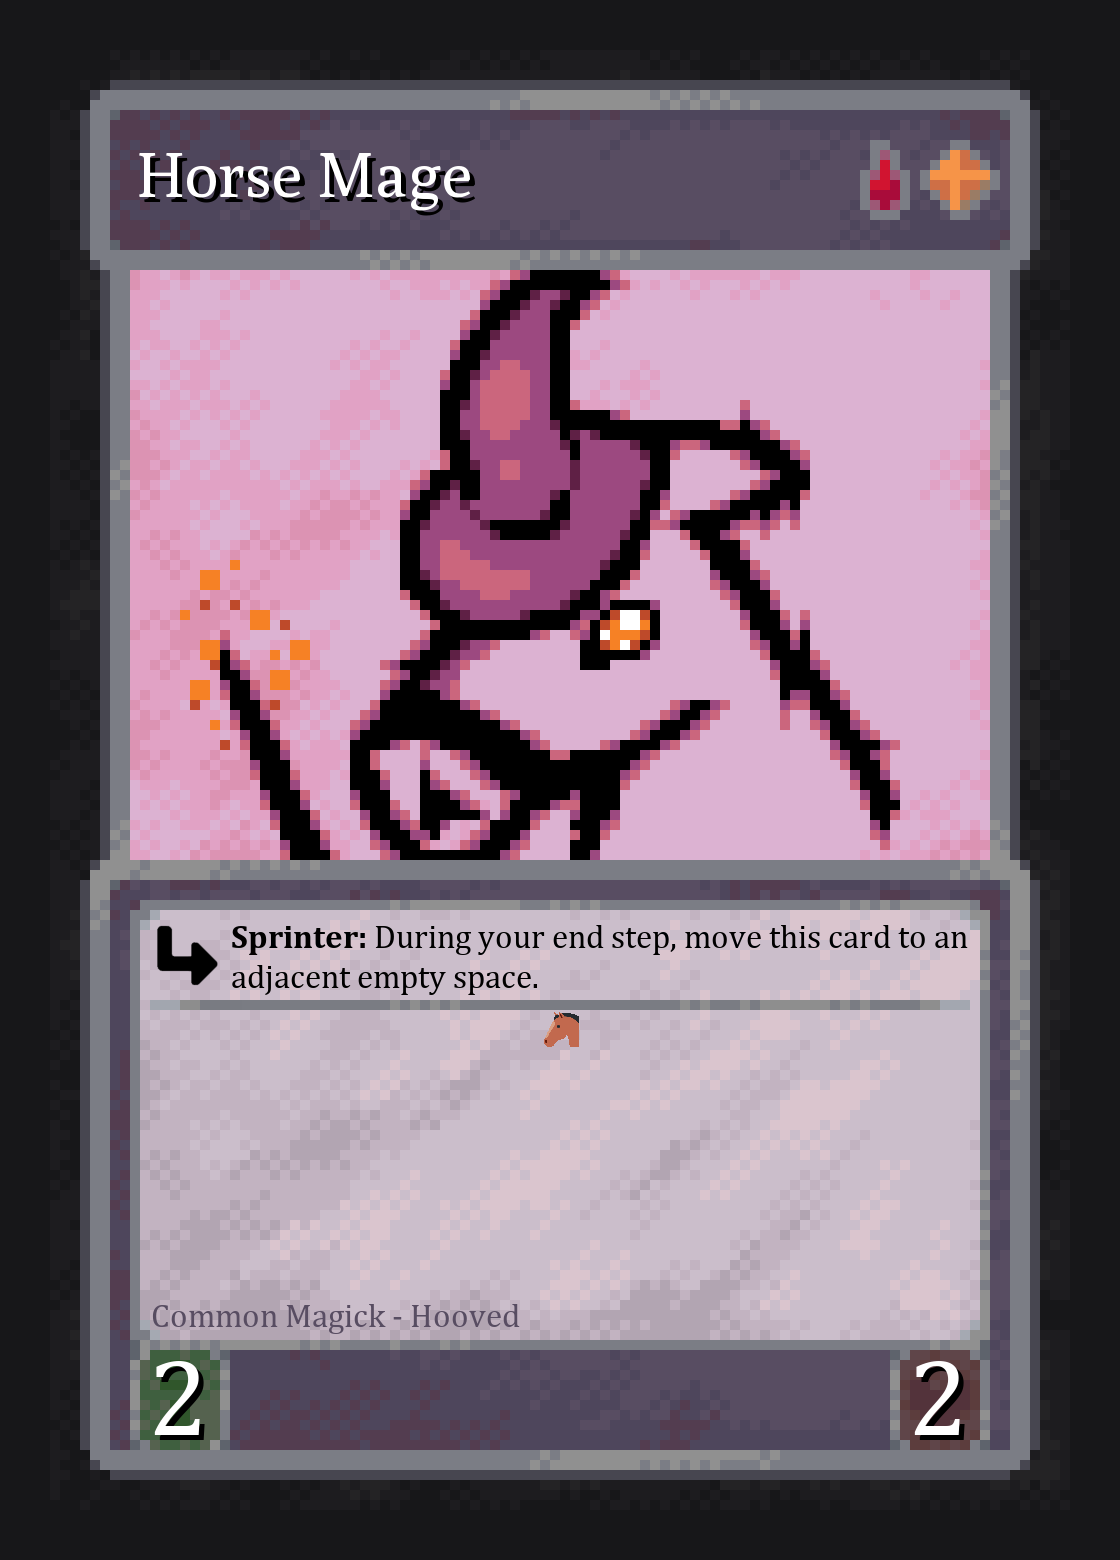 Horse Mage
Sprinter: During your end step, move this card to an
adjacent empty space.
Common Magick - Hooved
2
2